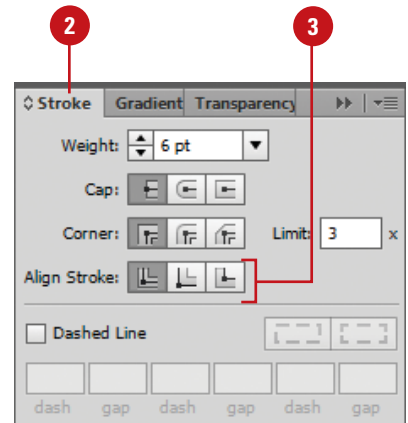 2 3
Stroke Gradient Transparency
Weight: 6 pt
Cap:
Corner: Limit: 3 x
Align Stroke:
Dashed Line
dash gap dash gap dash gap